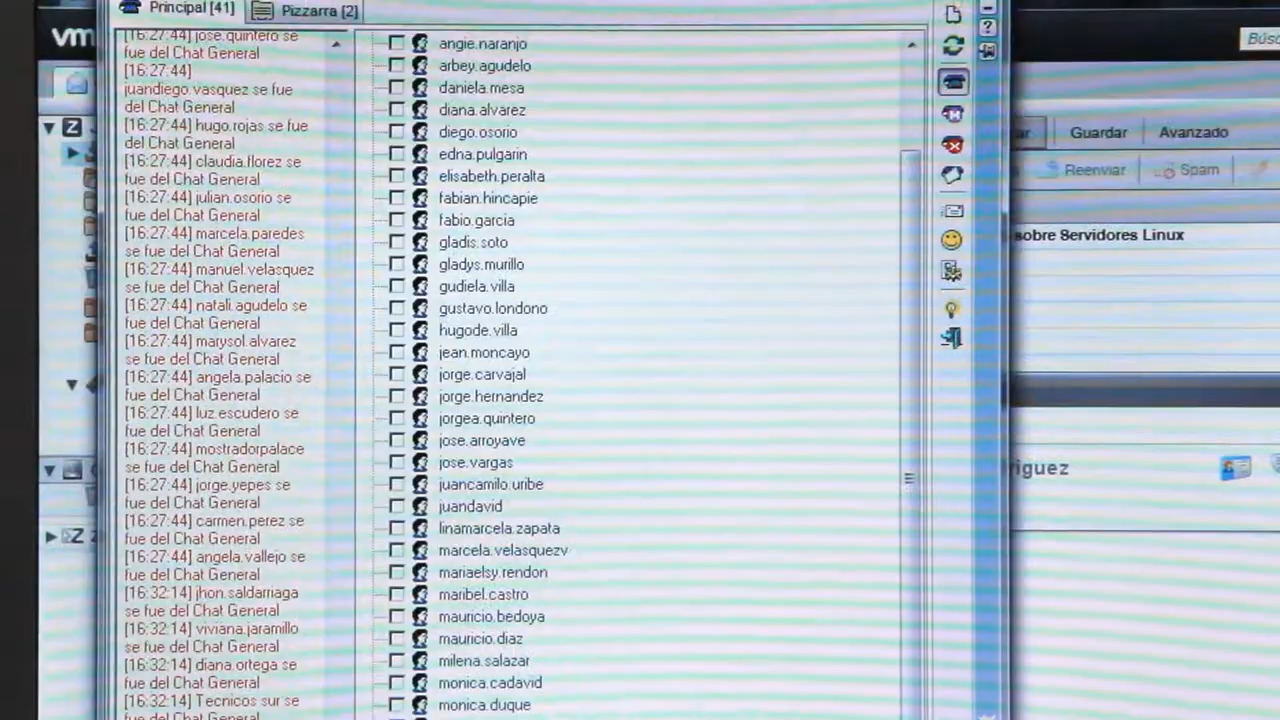 Principal [41]
Pizzarra [2]
vm
[16:27:44] jose.quintero se
fue del Chat General
[16:27:44]
juandiego.vasquez se fue
del Chat General
[16:27:44] hugo.rojas se fue
del Chat General
[16:27:44] claudia.florez se
fue del Chat General
[16:27:44] julian.osorio se
fue del Chat General
[16:27:44] marcela.paredes
se fue del Chat General
[16:27:44] manuel.velasquez
se fue del Chat General
[16:27:44] natali.agudelo se
fue del Chat General
[16:27:44] marysol.alvarez
se fue del Chat General
[16:27:44] angela.palacio se
fue del Chat General
[16:27:44] luz.escudero se
fue del Chat General
[16:27:44] mostradorpalace
se fue del Chat General
[16:27:44] jorge.yepes se
fue del Chat General
[16:27:44] carmen.perez se
fue del Chat General
[16:27:44] angela.vallejo se
fue del Chat General
[16:32:14] jhon.saldarriaga
se fue del Chat General
[16:32:14] viviana.jaramillo
se fue del Chat General
[16:32:14] diana.ortega se
fue del Chat General
[16:32:14] Tecnicos sur se
fue del Chat General
angie.naranjo
arbey.agudelo
daniela.mesa
diana.alvarez
diego.osorio
edna.pulgarin
elisabeth.peralta
fabian.hincapie
fabio.garcia
gladis.soto
gladys.murillo
gudiela.villa
gustavo.londono
hugode.villa
jean.moncayo
jorge.carvajal
jorge.hernandez
jorgea.quintero
jose.arroyave
jose.vargas
juancamilo.uribe
juandavid
linamarcela.zapata
marcela.velasquezv
mariaelsy.rendon
maribel.castro
mauricio.bedoya
mauricio.diaz
milena.salazar
monica.cadavid
monica.duque
Búsc
ar Guardar Avanzado
Reenviar Spam
sobre Servidores Linux
riguez